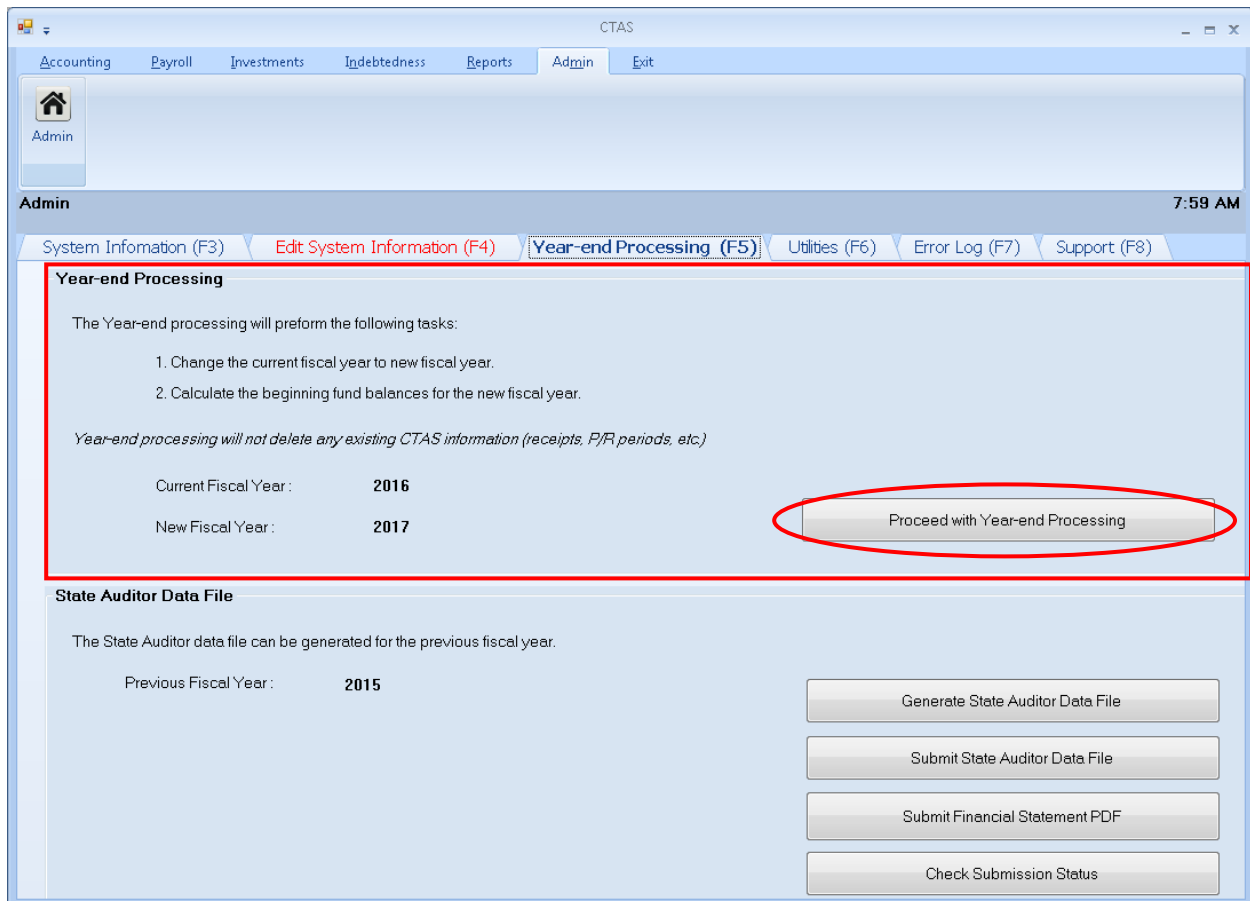 CTAS
Accounting Payroll Investments Indebtedness Reports Admin Exit
Admin
Admin 7:59 AM
System Infomation (F3) Edit System Information (F4) Year-end Processing (F5) Utilities (F6) Error Log (F7) Support (F8)
Year-end Processing
The Year-end processing will preform the following tasks:
1. Change the current fiscal year to new fiscal year.
2. Calculate the beginning fund balances for the new fiscal year.
Year-end processing will not delete any existing CTAS information (receipts, P/R periods, etc.)
Current Fiscal Year : 2016
New Fiscal Year : 2017
Proceed with Year-end Processing
State Auditor Data File
The State Auditor data file can be generated for the previous fiscal year.
Previous Fiscal Year : 2015
Generate State Auditor Data File
Submit State Auditor Data File
Submit Financial Statement PDF
Check Submission Status